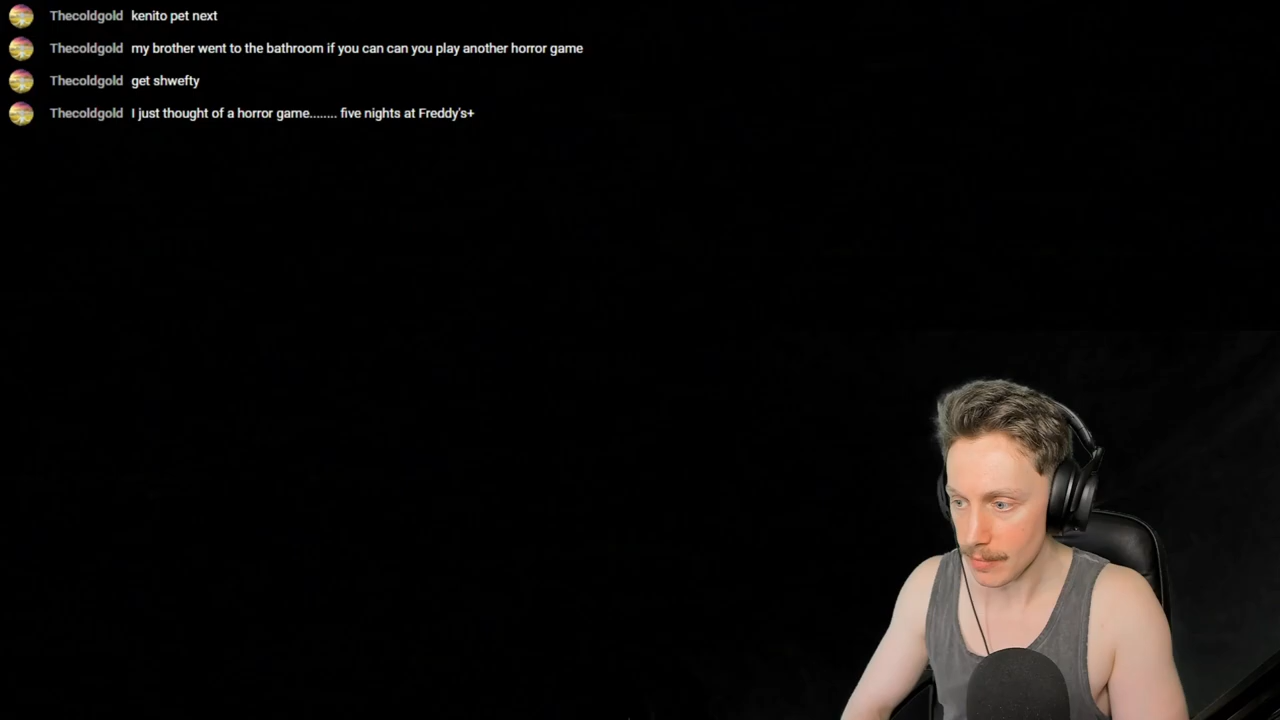 Thecoldgold kenito pet next
Thecoldgold my brother went to the bathroom if you can can you play another horror game
Thecoldgold get shwefty
Thecoldgold I just thought of a horror game........ five nights at Freddy's+